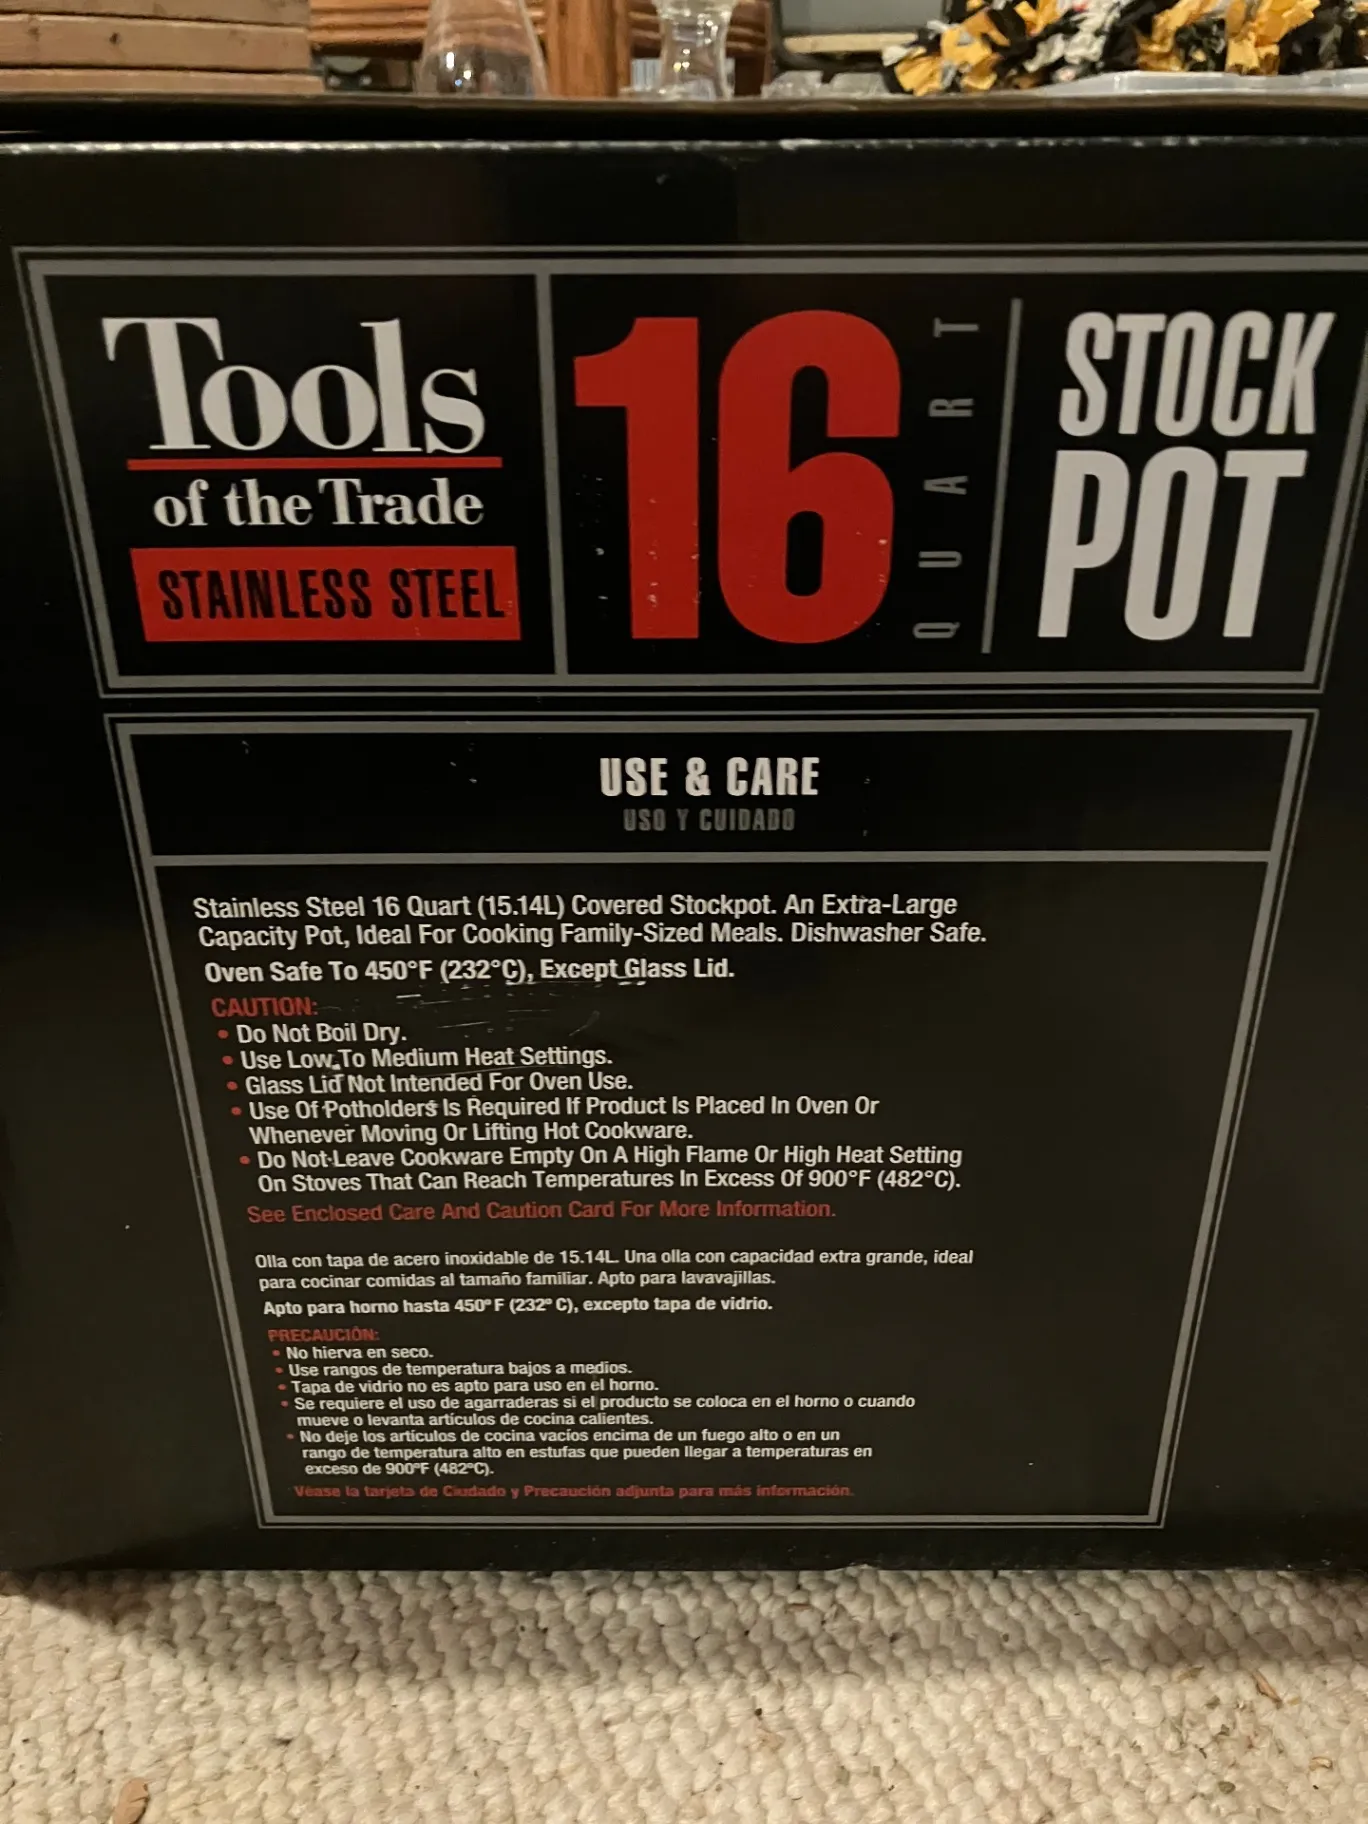 Tools
of the Trade
STAINLESS STEEL
16
QUART
STOCK
POT
USE & CARE
USO Y CUIDADO
Stainless Steel 16 Quart (15.14L) Covered Stockpot. An Extra-Large
Capacity Pot, Ideal For Cooking Family-Sized Meals. Dishwasher Safe.
Oven Safe To 450°F (232°C), Except Glass Lid.
CAUTION:
• Do Not Boil Dry.
• Use Low To Medium Heat Settings.
• Glass Lid Not Intended For Oven Use.
• Use Of Potholders Is Required If Product Is Placed In Oven Or
Whenever Moving Or Lifting Hot Cookware.
• Do Not Leave Cookware Empty On A High Flame Or High Heat Setting
On Stoves That Can Reach Temperatures In Excess Of 900°F (482°C).
See Enclosed Care And Caution Card For More Information.
Olla con tapa de acero inoxidable de 15.14L. Una olla con capacidad extra grande, ideal
para cocinar comidas al tamaño familiar. Apto para lavavajillas.
Apto para horno hasta 450° F (232° C), excepto tapa de vidrio.
PRECAUCIÓN:
• No hierva en seco.
• Use rangos de temperatura bajos a medios.
• Tapa de vidrio no es apto para uso en el horno.
• Se requiere el uso de agarraderas si el producto se coloca en el horno o cuando
mueve o levanta artículos de cocina calientes.
• No deje los artículos de cocina vacíos encima de un fuego alto o en un
rango de temperatura alto en estufas que pueden llegar a temperaturas en
exceso de 900°F (482°C).
Véase la tarjeta de Ciudado y Precaución adjunta para más información.